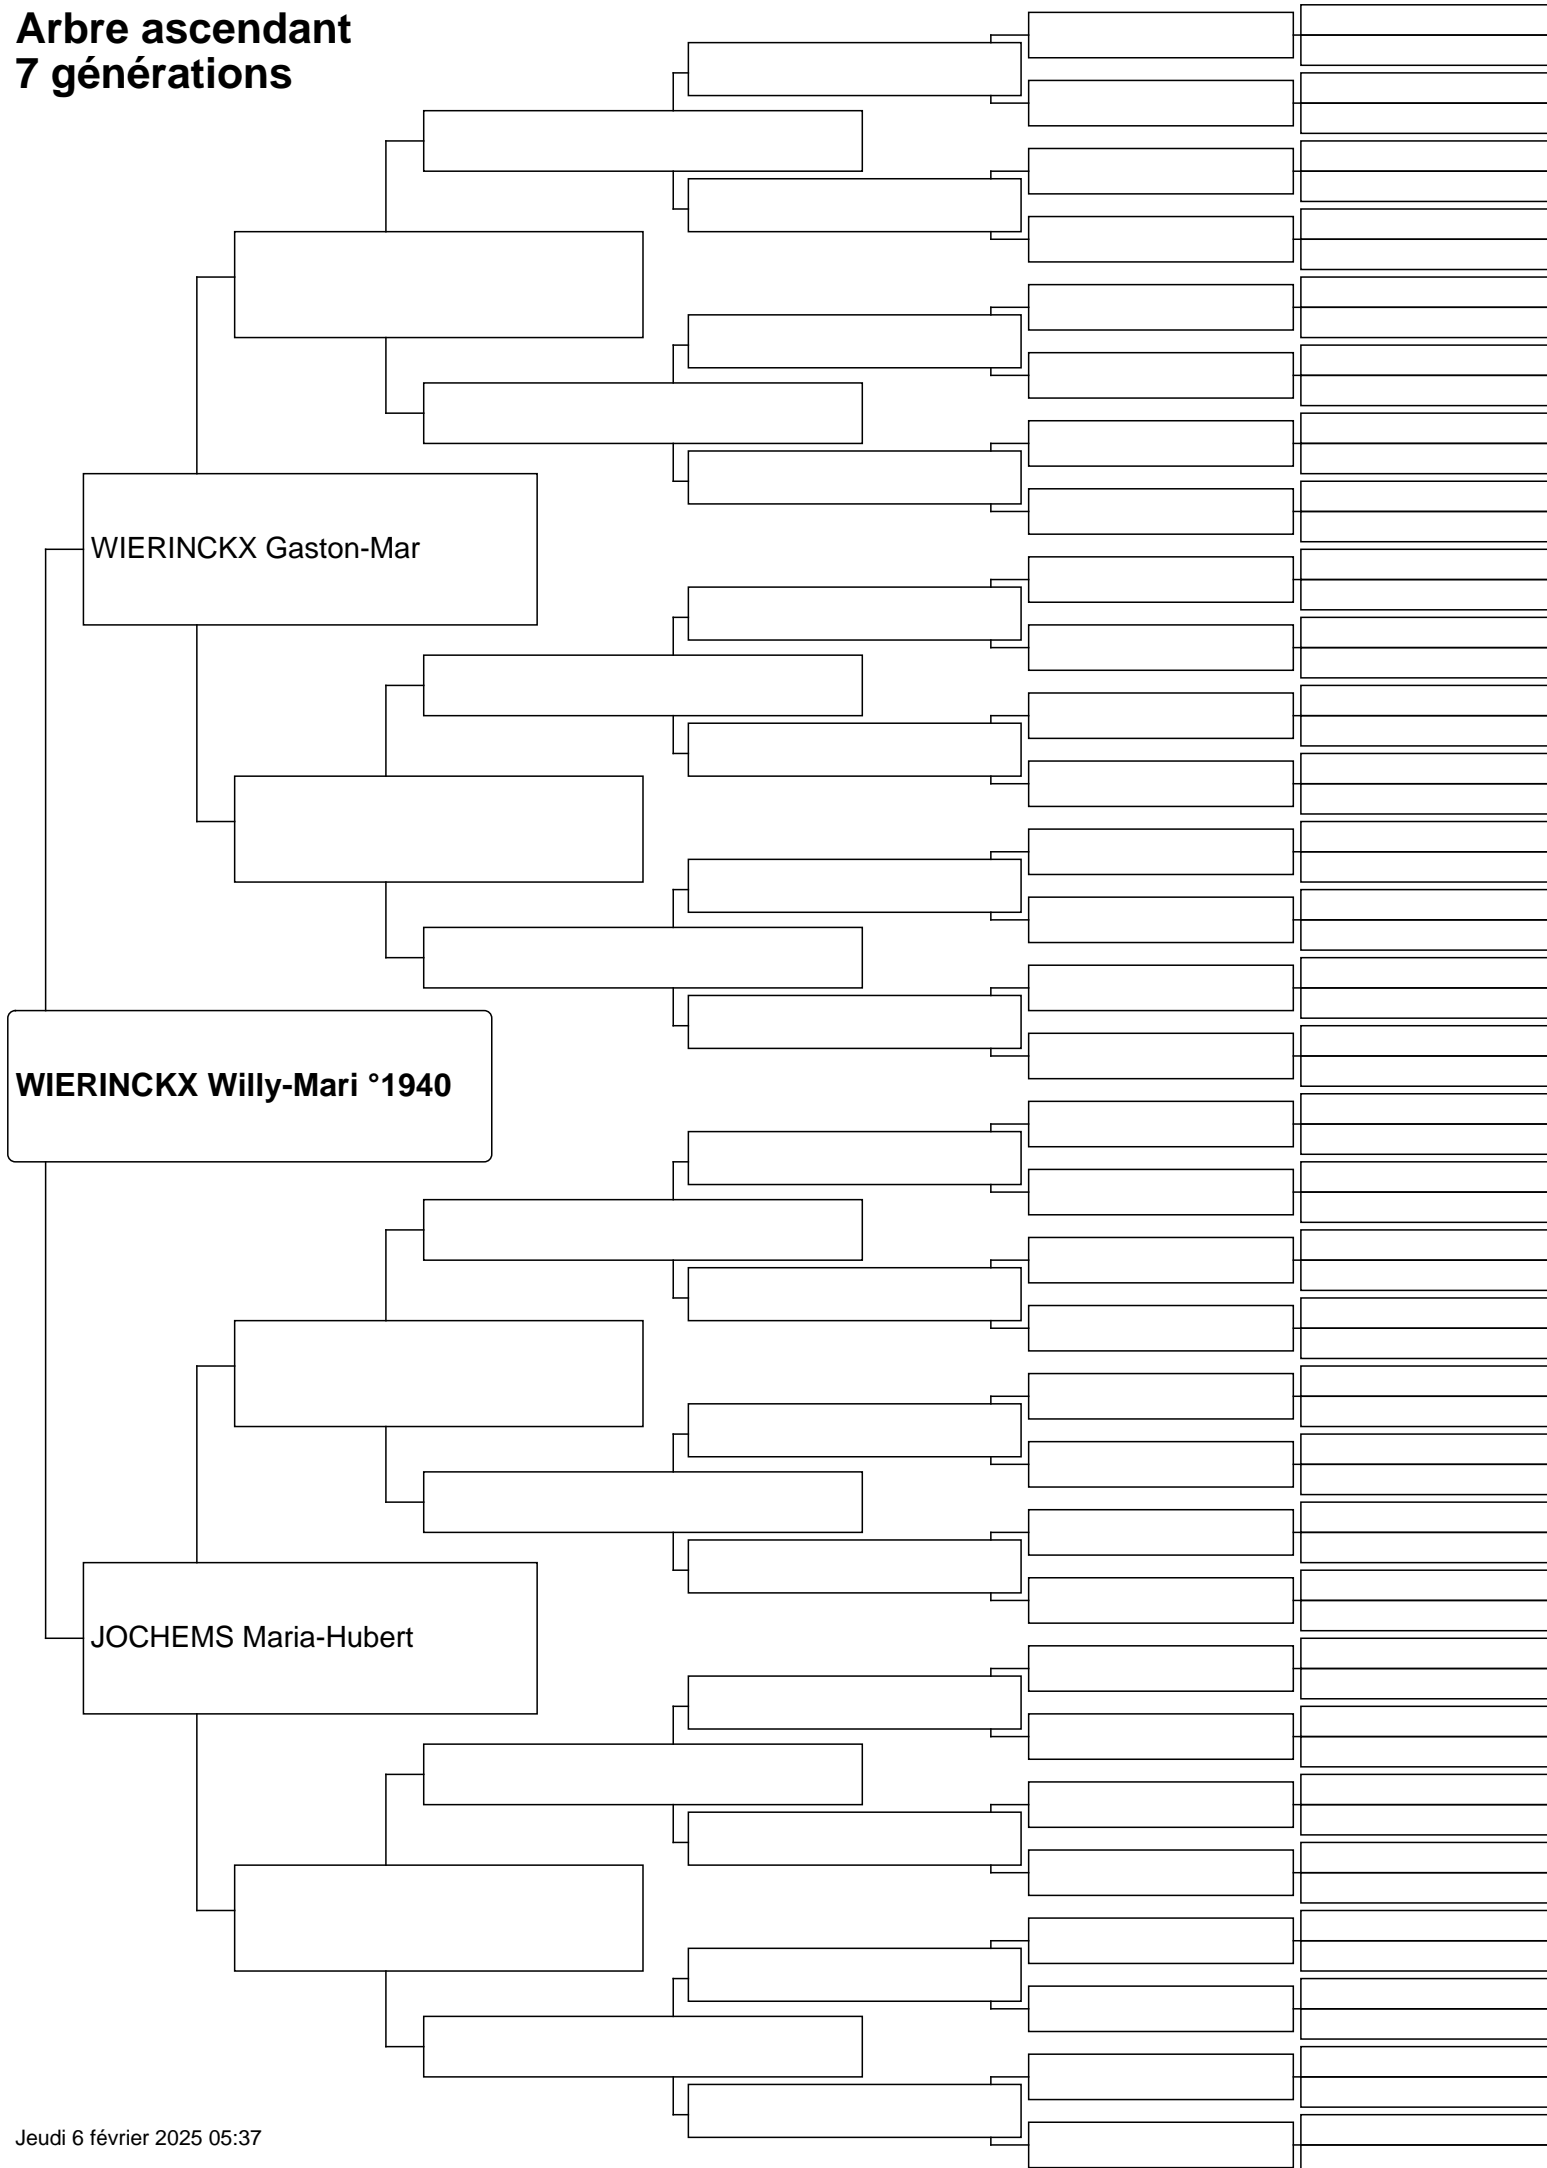 Arbre ascendant
7 générations
WIERINCKX Gaston-Mar
WIERINCKX Willy-Mari °1940
JOCHEMS Maria-Hubert
Jeudi 6 février 2025 05:37